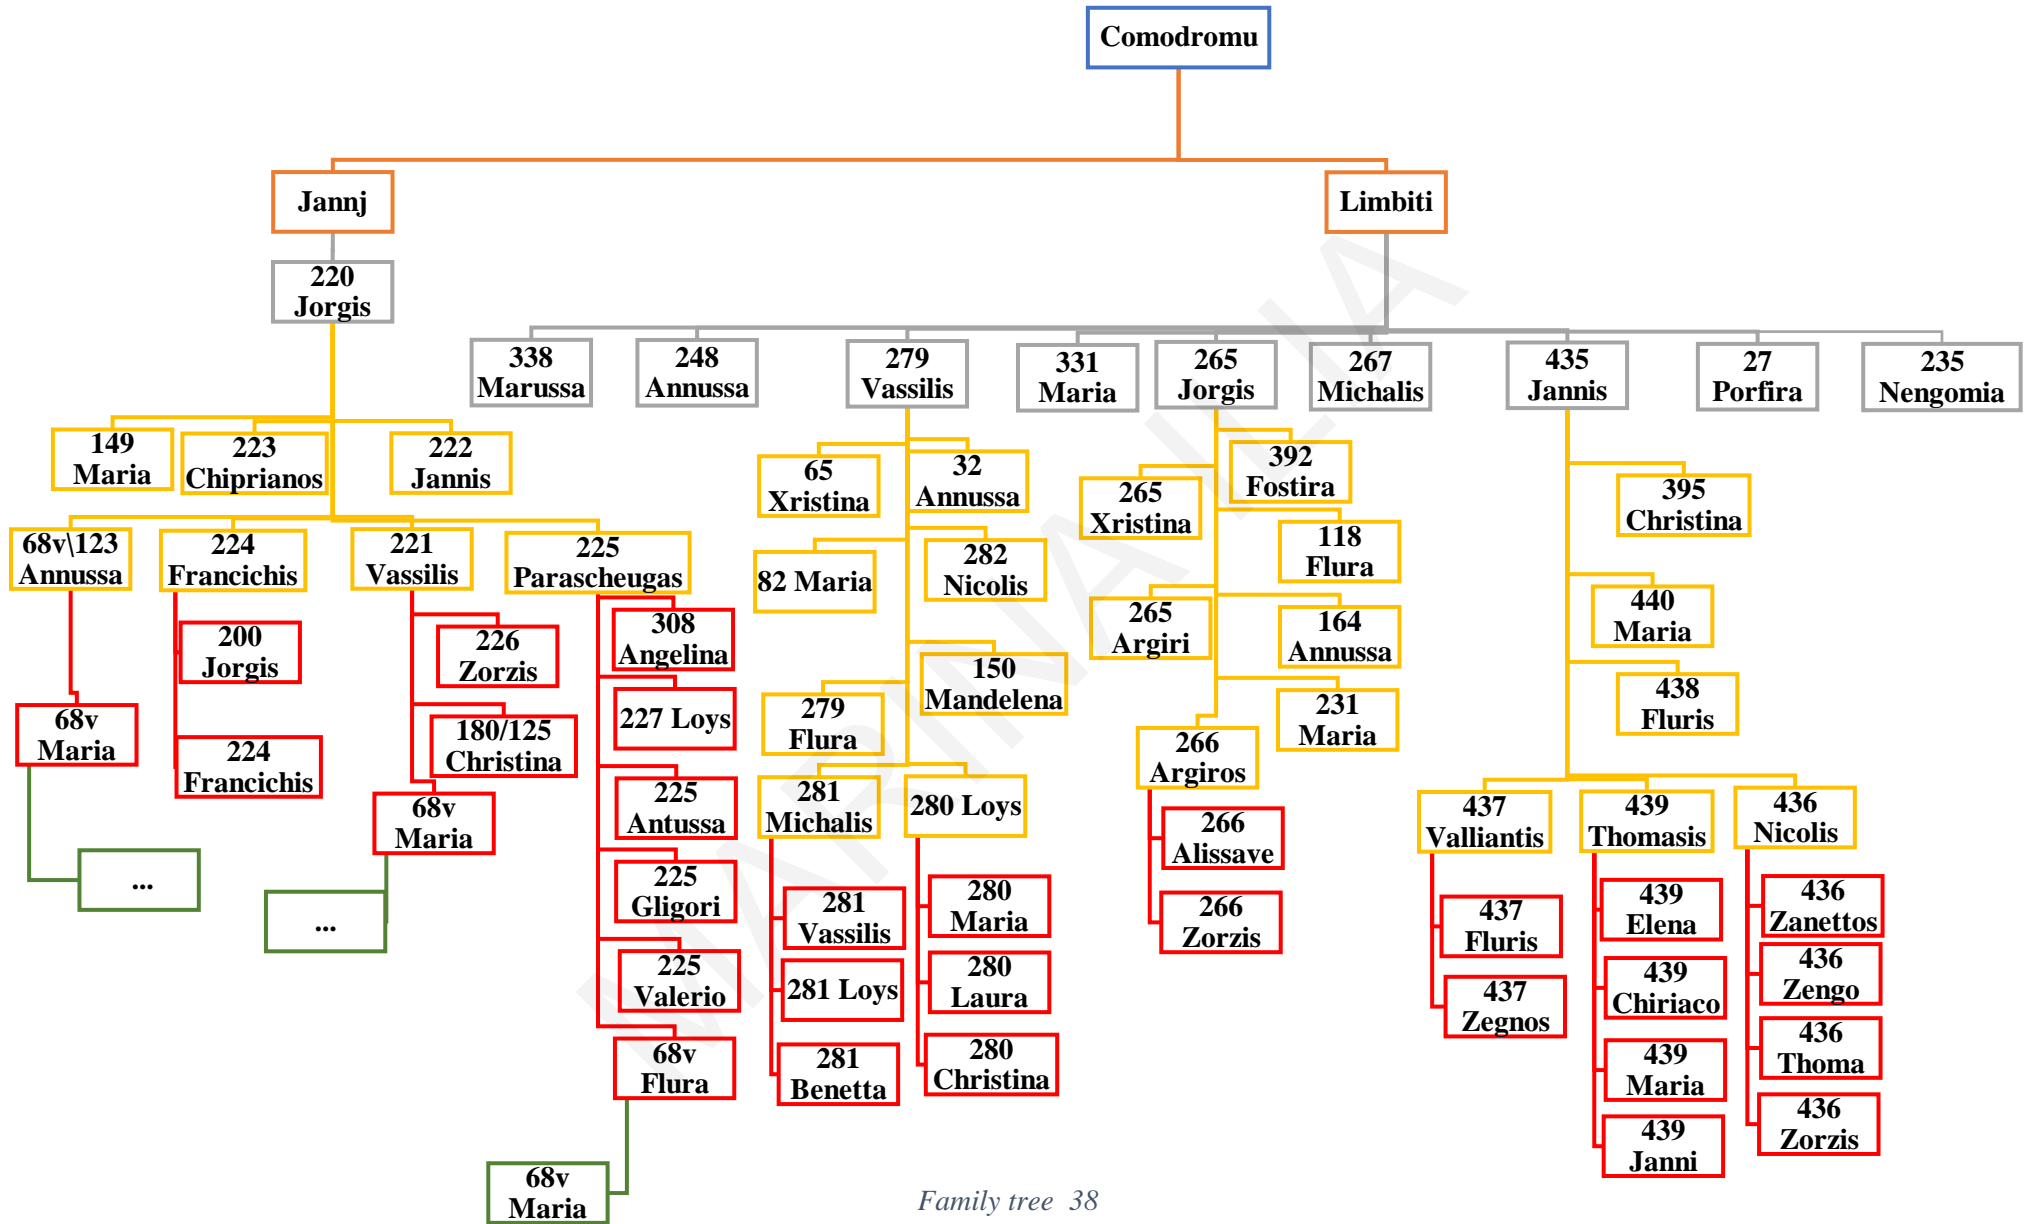 Comodromu
Jannj
Limbiti
220
Jorgis
338
Marussa
248
Annussa
279
Vassilis
331
Maria
265
Jorgis
267
Michalis
435
Jannis
27
Porfira
235
Nengomia
149
Maria
223
Chiprianos
222
Jannis
68v\123
Annussa
224
Francichis
221
Vassilis
225
Parascheugas
68v
Maria
...
200
Jorgis
224
Francichis
226
Zorzis
180/125
Christina
68v
Maria
...
308
Angelina
227 Loys
225
Antussa
225
Gligori
225
Valerio
68v
Flura
68v
Maria
65
Xristina
32
Annussa
82 Maria
282
Nicolis
150
Mandelena
279
Flura
281
Michalis
280 Loys
281
Vassilis
281 Loys
281
Benetta
280
Maria
280
Laura
280
Christina
392
Fostira
265
Xristina
118
Flura
265
Argiri
164
Annussa
231
Maria
266
Argiros
266
Alissave
266
Zorzis
395
Christina
440
Maria
438
Fluris
437
Valliantis
439
Thomasis
436
Nicolis
437
Fluris
437
Zegnos
439
Elena
439
Chiriaco
439
Maria
439
Janni
436
Zanettos
436
Zengo
436
Thoma
436
Zorzis
MARINA ILIA
Family tree 38